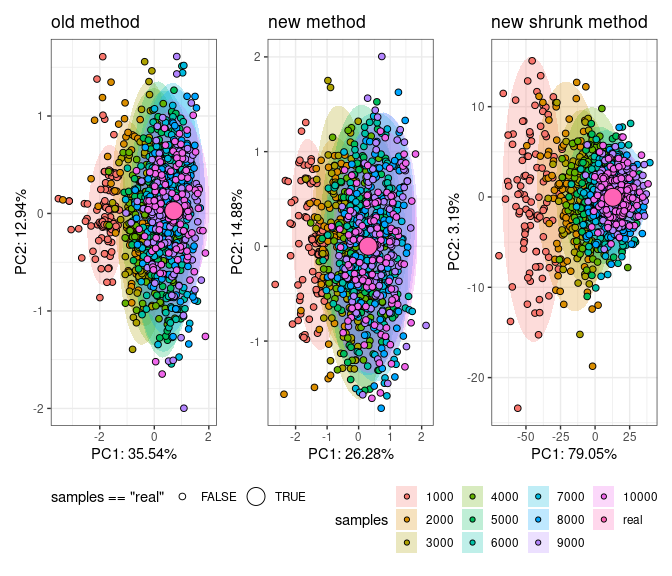 old method
new method
new shrunk method
PC2: 12.94%
1
0
-1
-2
-2
0
2
PC1: 35.54%
PC2: 14.88%
2
1
0
-1
-2
-1
0
1
2
PC1: 26.28%
PC2: 3.19%
10
0
-10
-20
-50
-25
0
25
PC1: 79.05%
samples == "real"
FALSE
TRUE
samples
1000
2000
3000
4000
5000
6000
7000
8000
9000
10000
real